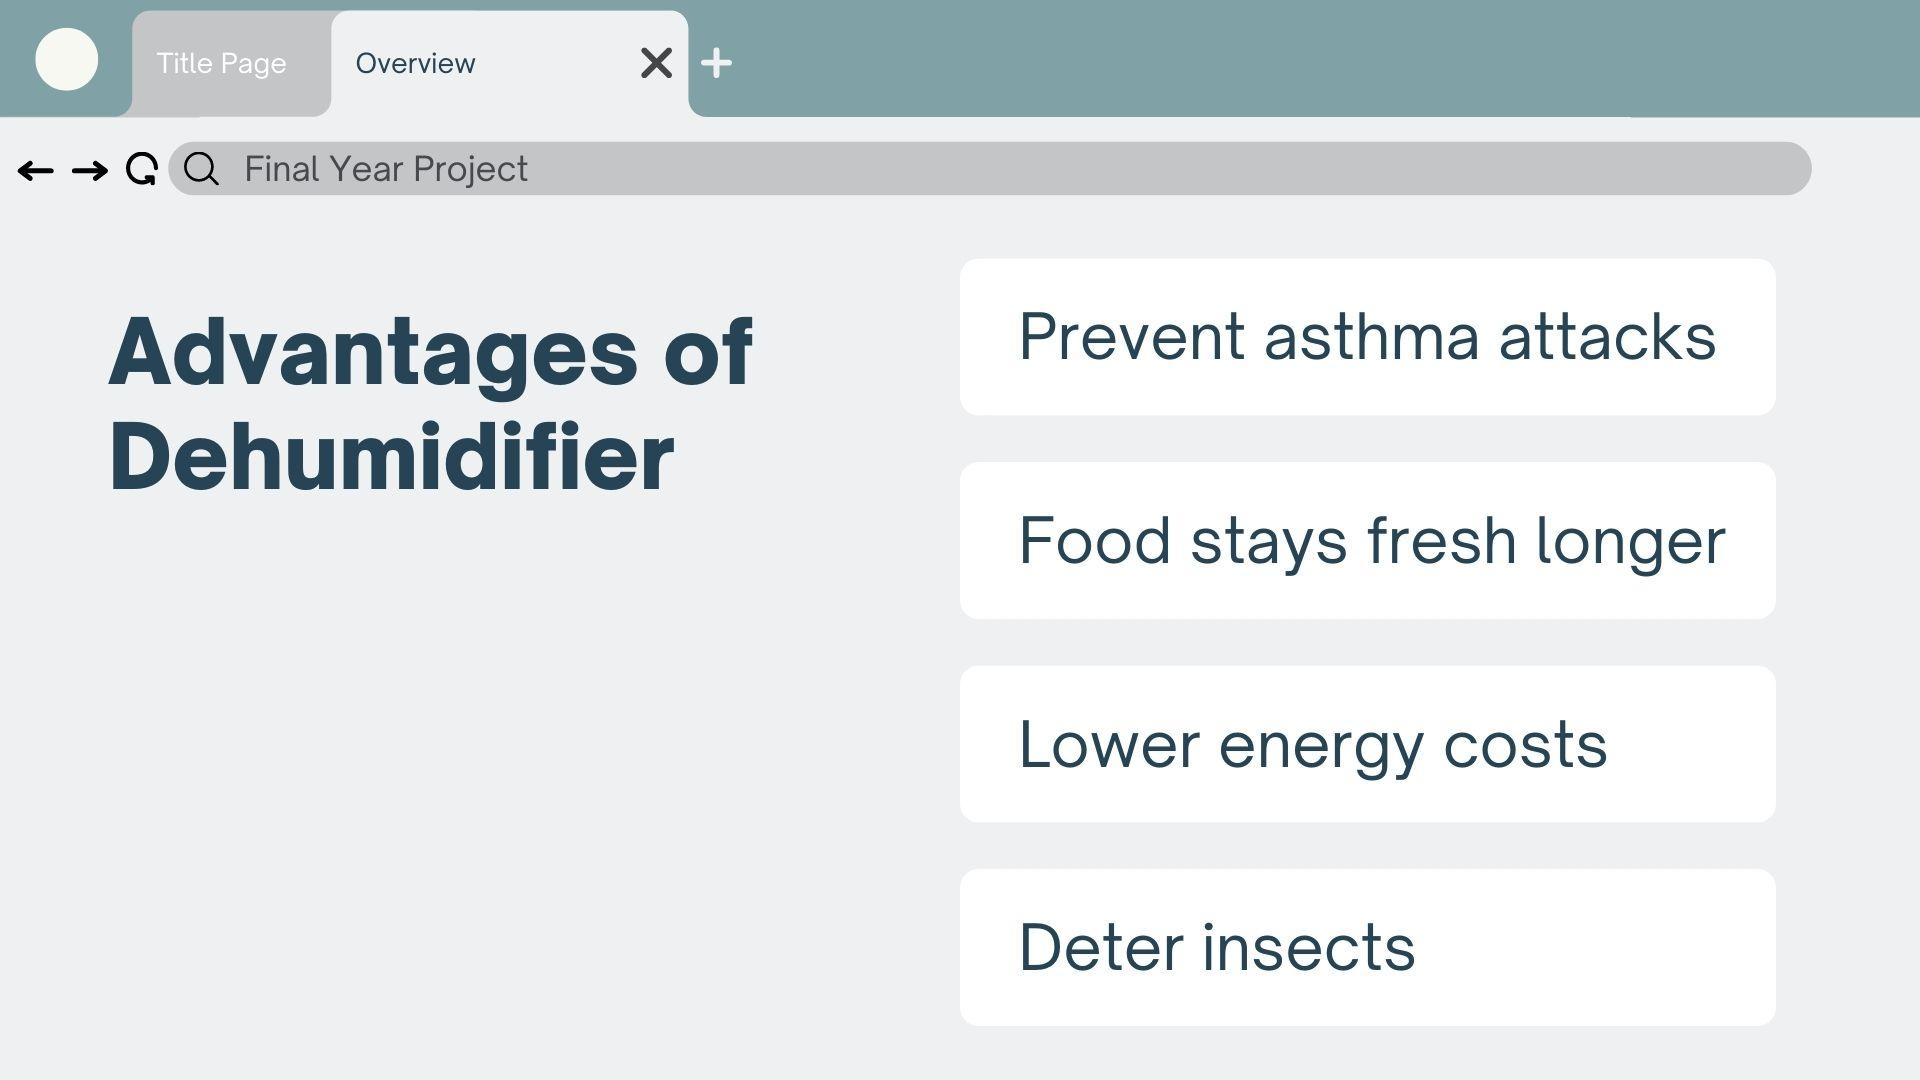 Title Page
Overview
Final Year Project
Advantages of
Dehumidifier
Prevent asthma attacks
Food stays fresh longer
Lower energy costs
Deter insects